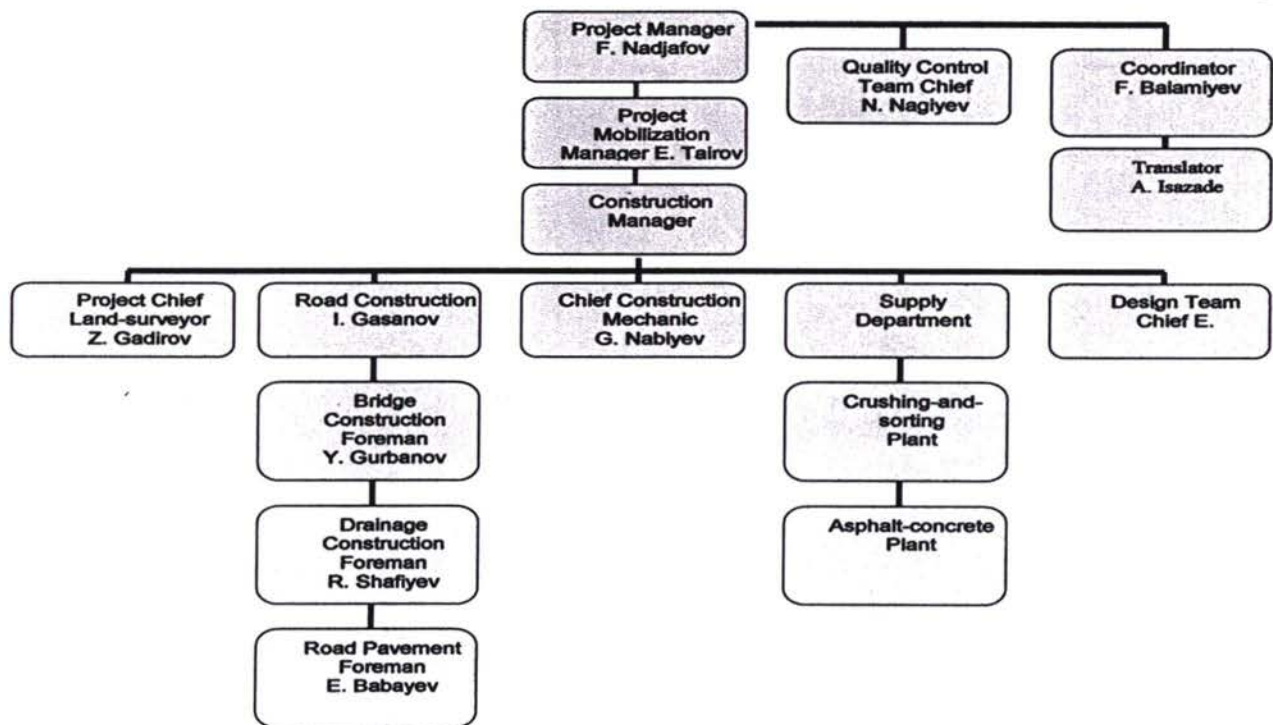 Project Manager
F. Nadjafov
Quality Control
Team Chief
N. Nagiyev
Coordinator
F. Balamiyev
Project
Mobilization
Manager E. Tairov
Translator
A. Isazade
Construction
Manager
Project Chief
Land-surveyor
Z. Gadirov
Road Construction
I. Gasanov
Chief Construction
Mechanic
G. Nabiyev
Supply
Department
Design Team
Chief E.
Bridge
Construction
Foreman
Y. Gurbanov
Crushing-and-
sorting
Plant
Drainage
Construction
Foreman
R. Shafiyev
Asphalt-concrete
Plant
Road Pavement
Foreman
E. Babayev